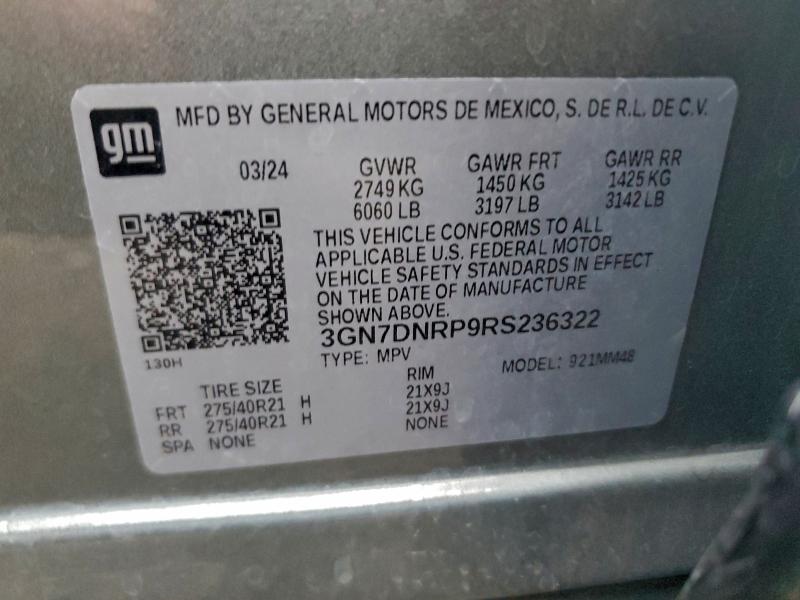 gm
MFD BY GENERAL MOTORS DE MEXICO, S. DE R.L. DE C.V.
03/24 GVWR GAWR FRT GAWR RR
2749 KG 1450 KG 1425 KG
6060 LB 3197 LB 3142 LB
THIS VEHICLE CONFORMS TO ALL
APPLICABLE U.S. FEDERAL MOTOR
VEHICLE SAFETY STANDARDS IN EFFECT
ON THE DATE OF MANUFACTURE
SHOWN ABOVE.
3GN7DNRP9RS236322
130H
TYPE: MPV MODEL: 921MM48
TIRE SIZE RIM
FRT 275/40R21 H 21X9J
RR 275/40R21 H 21X9J
SPA NONE NONE